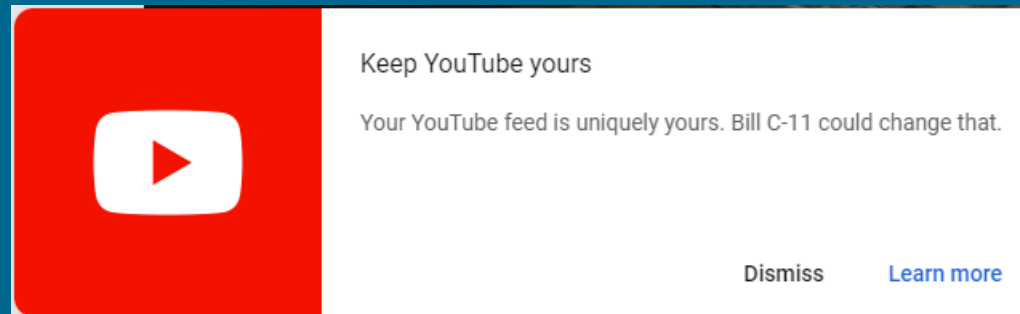 Keep YouTube yours
Your YouTube feed is uniquely yours. Bill C-11 could change that.
Dismiss Learn more